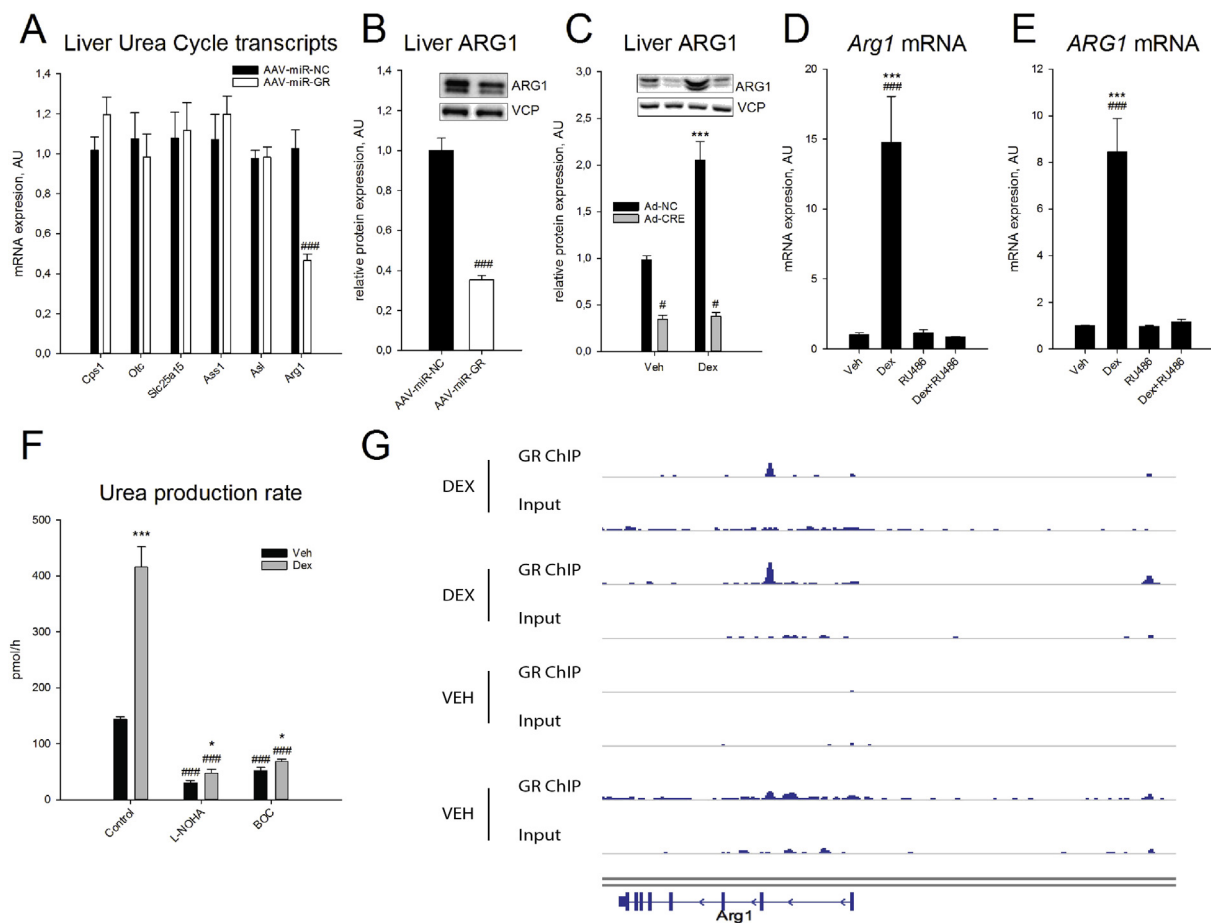 A
Liver Urea Cycle transcripts
AAV-miR-NC
AAV-miR-GR
mRNA expression, AU
1,4
1,2
1,0
0,8
0,6
0,4
0,2
0,0
###
Cps1
Otc
Slc25a15
Ass1
Asl
Arg1
B
Liver ARG1
ARG1
VCP
relative protein expression, AU
1,4
1,2
1,0
0,8
0,6
0,4
0,2
0,0
###
AAV-miR-NC
AAV-miR-GR
C
Liver ARG1
ARG1
VCP
relative protein expression, AU
3,0
2,5
2,0
1,5
1,0
0,5
0,0
Ad-NC
Ad-CRE
***
#
#
Veh
Dex
D
Arg1 mRNA
mRNA expresion, AU
20
15
10
5
0
***
###
Veh
Dex
RU486
Dex+RU486
E
ARG1 mRNA
mRNA expresion, AU
12
10
8
6
4
2
0
***
###
Veh
Dex
RU486
Dex+RU486
F
Urea production rate
Veh
Dex
pmol/h
500
400
300
200
100
0
***
###
*
###
###
*
###
Control
L-NOHA
BOC
G
DEX
GR ChIP
Input
DEX
GR ChIP
Input
VEH
GR ChIP
Input
VEH
GR ChIP
Input
Arg1